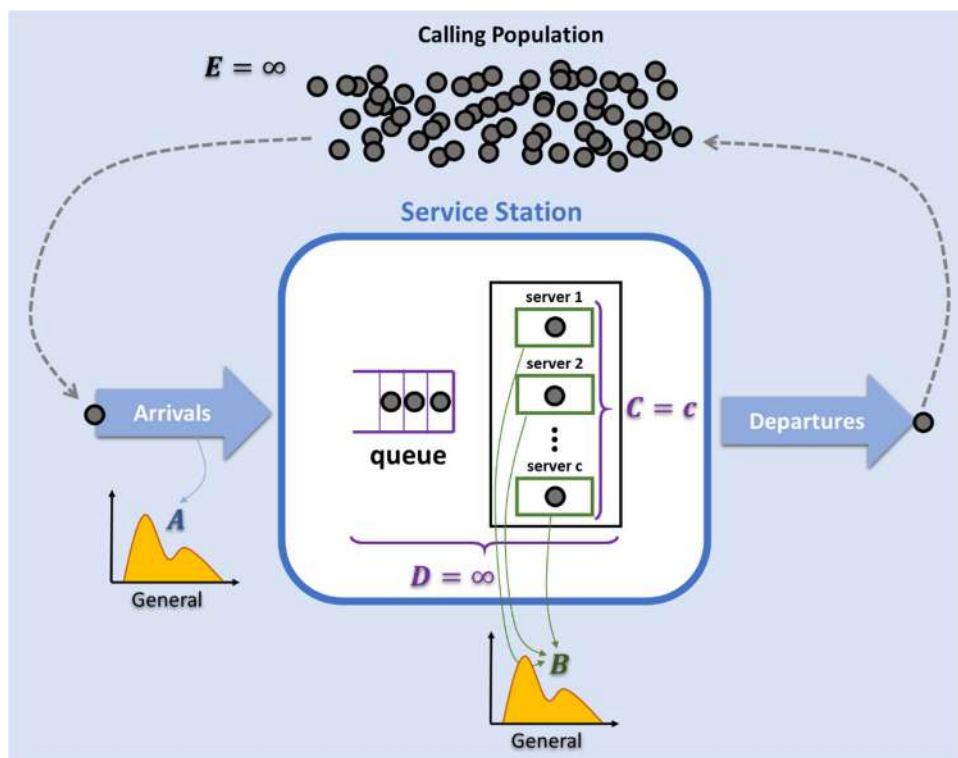 Calling Population
E = ∞
Service Station
server 1
server 2
C = c
Arrivals
Departures
queue
server c
A
D = ∞
General
B
General